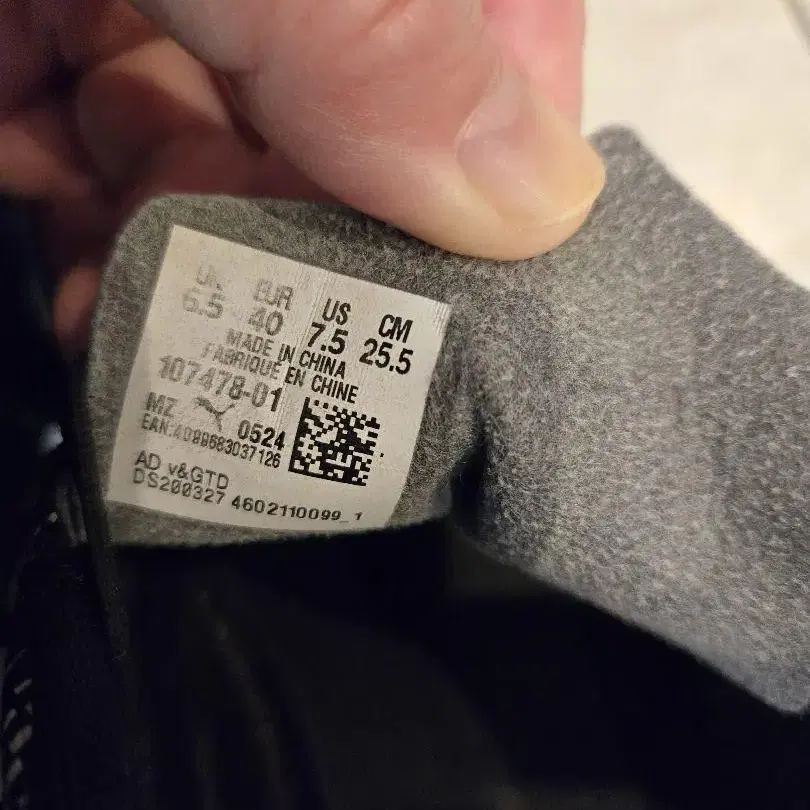 UK EUR US CM
6.5 40 7.5 25.5
MADE IN CHINA
FABRIQUE EN CHINE
107478-01
MZ 0524
EAN:4099683037126
AD v&GTD
DS200327 4602110099_1